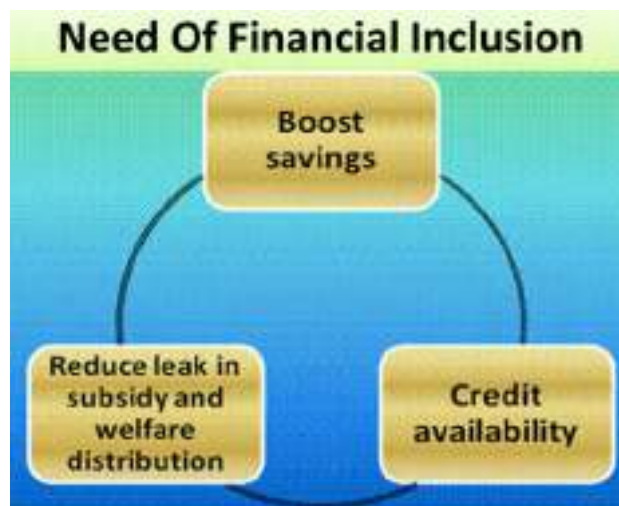 Need Of Financial Inclusion
Boost
savings
Reduce leak in
subsidy and
welfare
distribution
Credit
availability